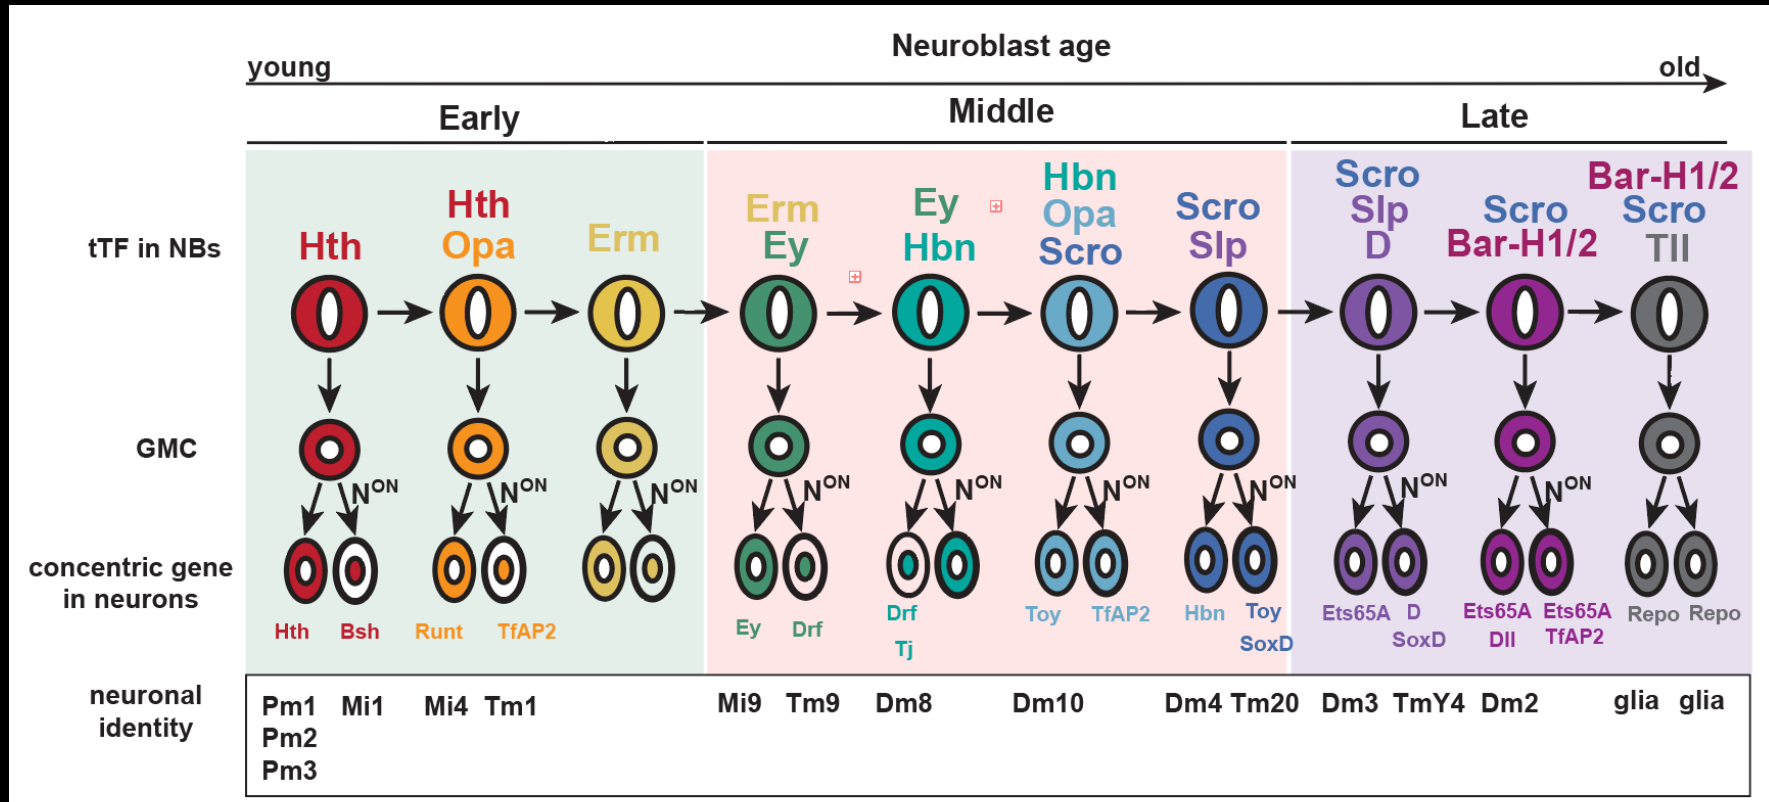 Neuroblast age
young
old
Early
Middle
Late
tTF in NBs
Hth
Hth
Opa
Erm
Erm
Ey
Ey
Hbn
Hbn
Opa
Scro
Scro
Slp
Scro
Slp
D
Scro
Bar-H1/2
Bar-H1/2
Scro
Tll
GMC
N^ON
N^ON
N^ON
N^ON
N^ON
N^ON
N^ON
N^ON
N^ON
concentric gene
in neurons
Hth
Bsh
Runt
TfAP2
Ey
Drf
Drf
Tj
Toy
TfAP2
Hbn
Toy
SoxD
Ets65A
D
SoxD
Ets65A
Dll
Ets65A
TfAP2
Repo
Repo
neuronal
identity
Pm1
Pm2
Pm3
Mi1
Mi4
Tm1
Mi9
Tm9
Dm8
Dm10
Dm4
Tm20
Dm3
TmY4
Dm2
glia
glia